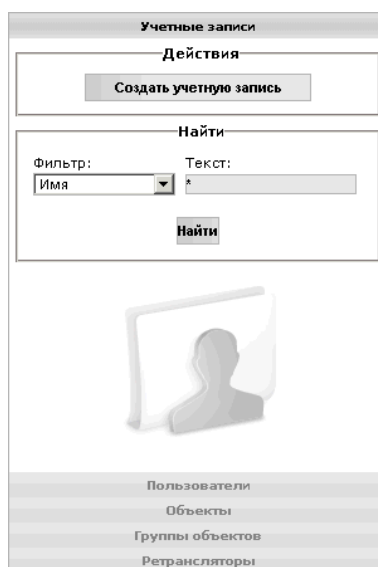 Учетные записи
Действия
Создать учетную запись
Найти
Фильтр: Текст:
Имя *
Найти
Пользователи
Объекты
Группы объектов
Ретрансляторы